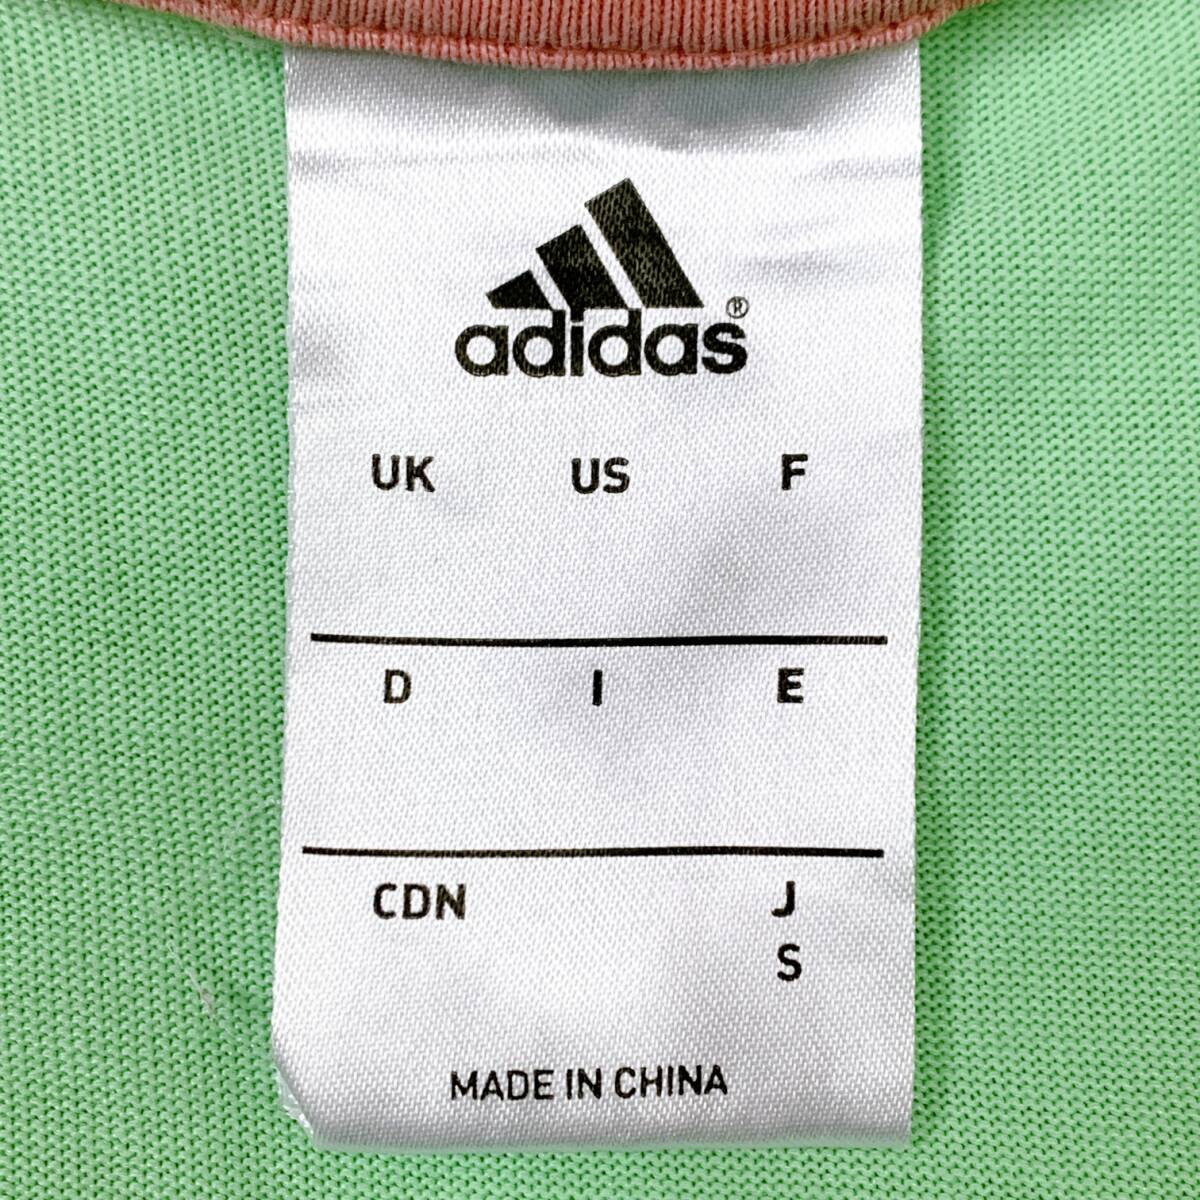 adidas®
UK US F
D I E
CDN J
S
MADE IN CHINA